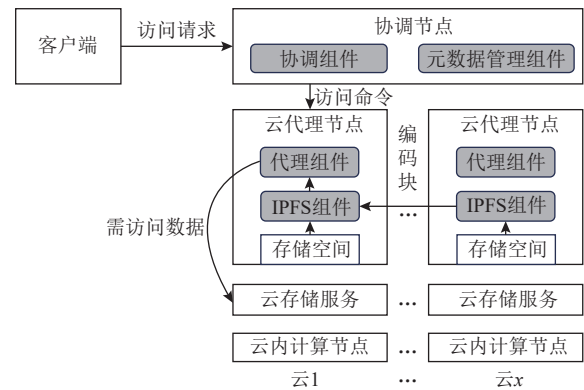 客户端
访问请求
协调节点
协调组件
元数据管理组件
访问命令
云代理节点
编码块
云代理节点
代理组件
代理组件
IPFS组件
...
IPFS组件
需访问数据
存储空间
存储空间
云存储服务
...
云存储服务
云内计算节点
...
云内计算节点
云1
...
云x